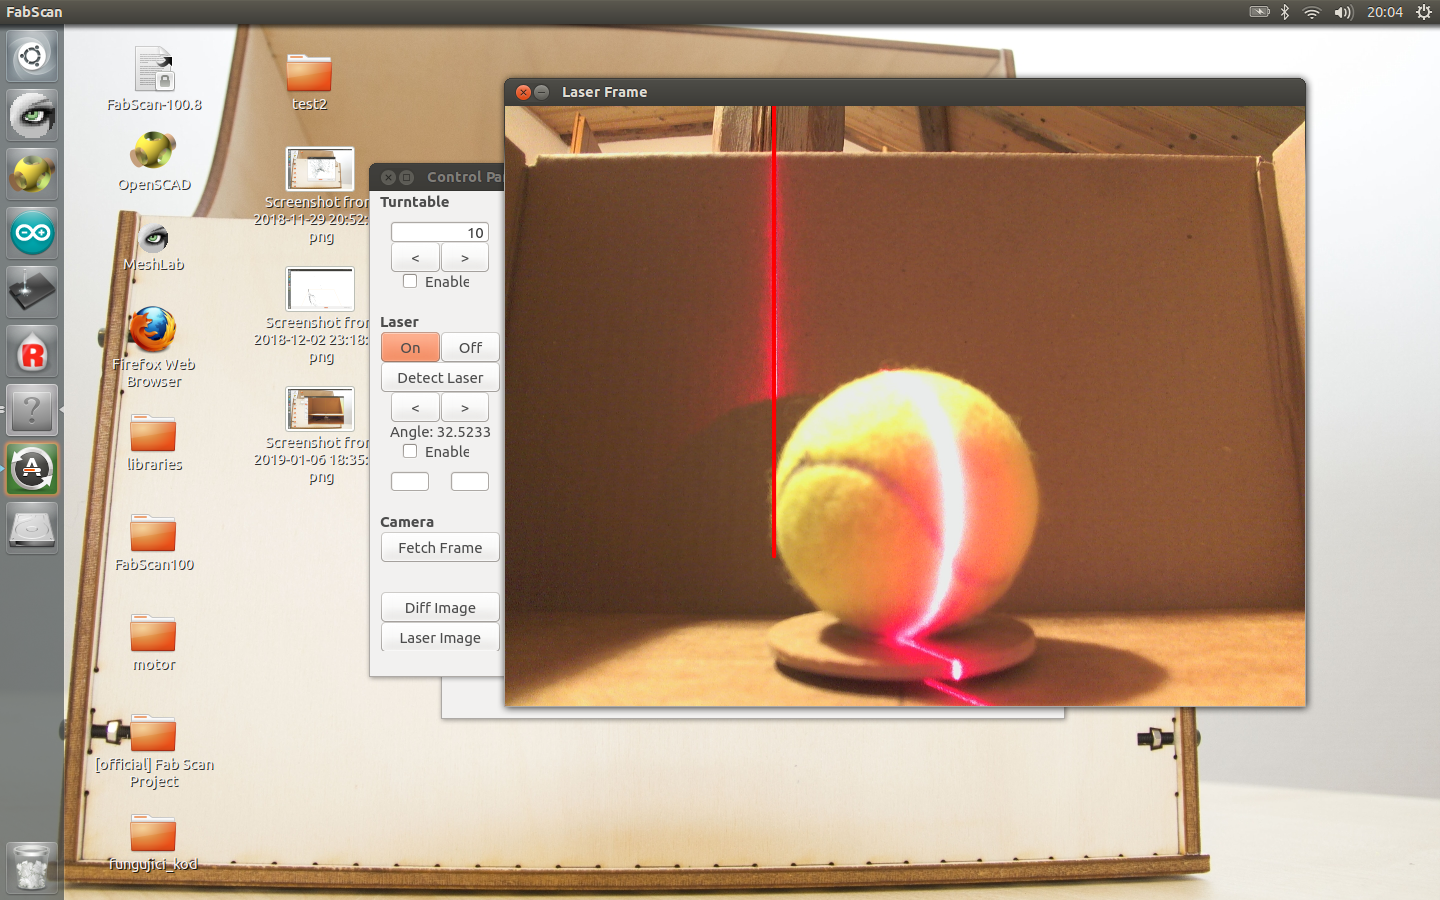 FabScan
20:04
FabScan-100.8
OpenSCAD
MeshLab
Firefox Web
Browser
libraries
FabScan100
motor
[official] Fab Scan
Project
fungujici_kod
test2
Screenshot from
2018-11-29 20:52:
png
Screenshot from
2018-12-02 23:18:
png
Screenshot from
2019-01-06 18:35:
png
Control Pa
Turntable
10
< >
Enable
Laser
On Off
Detect Laser
< >
Angle: 32.5233
Enable
Camera
Fetch Frame
Diff Image
Laser Image
Laser Frame